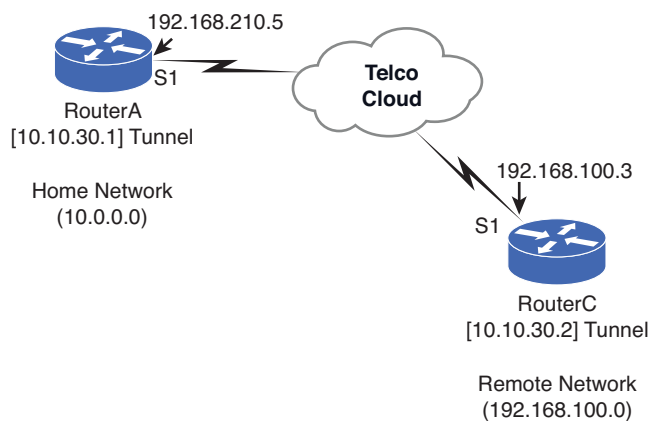 192.168.210.5
S1
Telco
Cloud
RouterA
[10.10.30.1] Tunnel
Home Network
(10.0.0.0)
192.168.100.3
S1
RouterC
[10.10.30.2] Tunnel
Remote Network
(192.168.100.0)